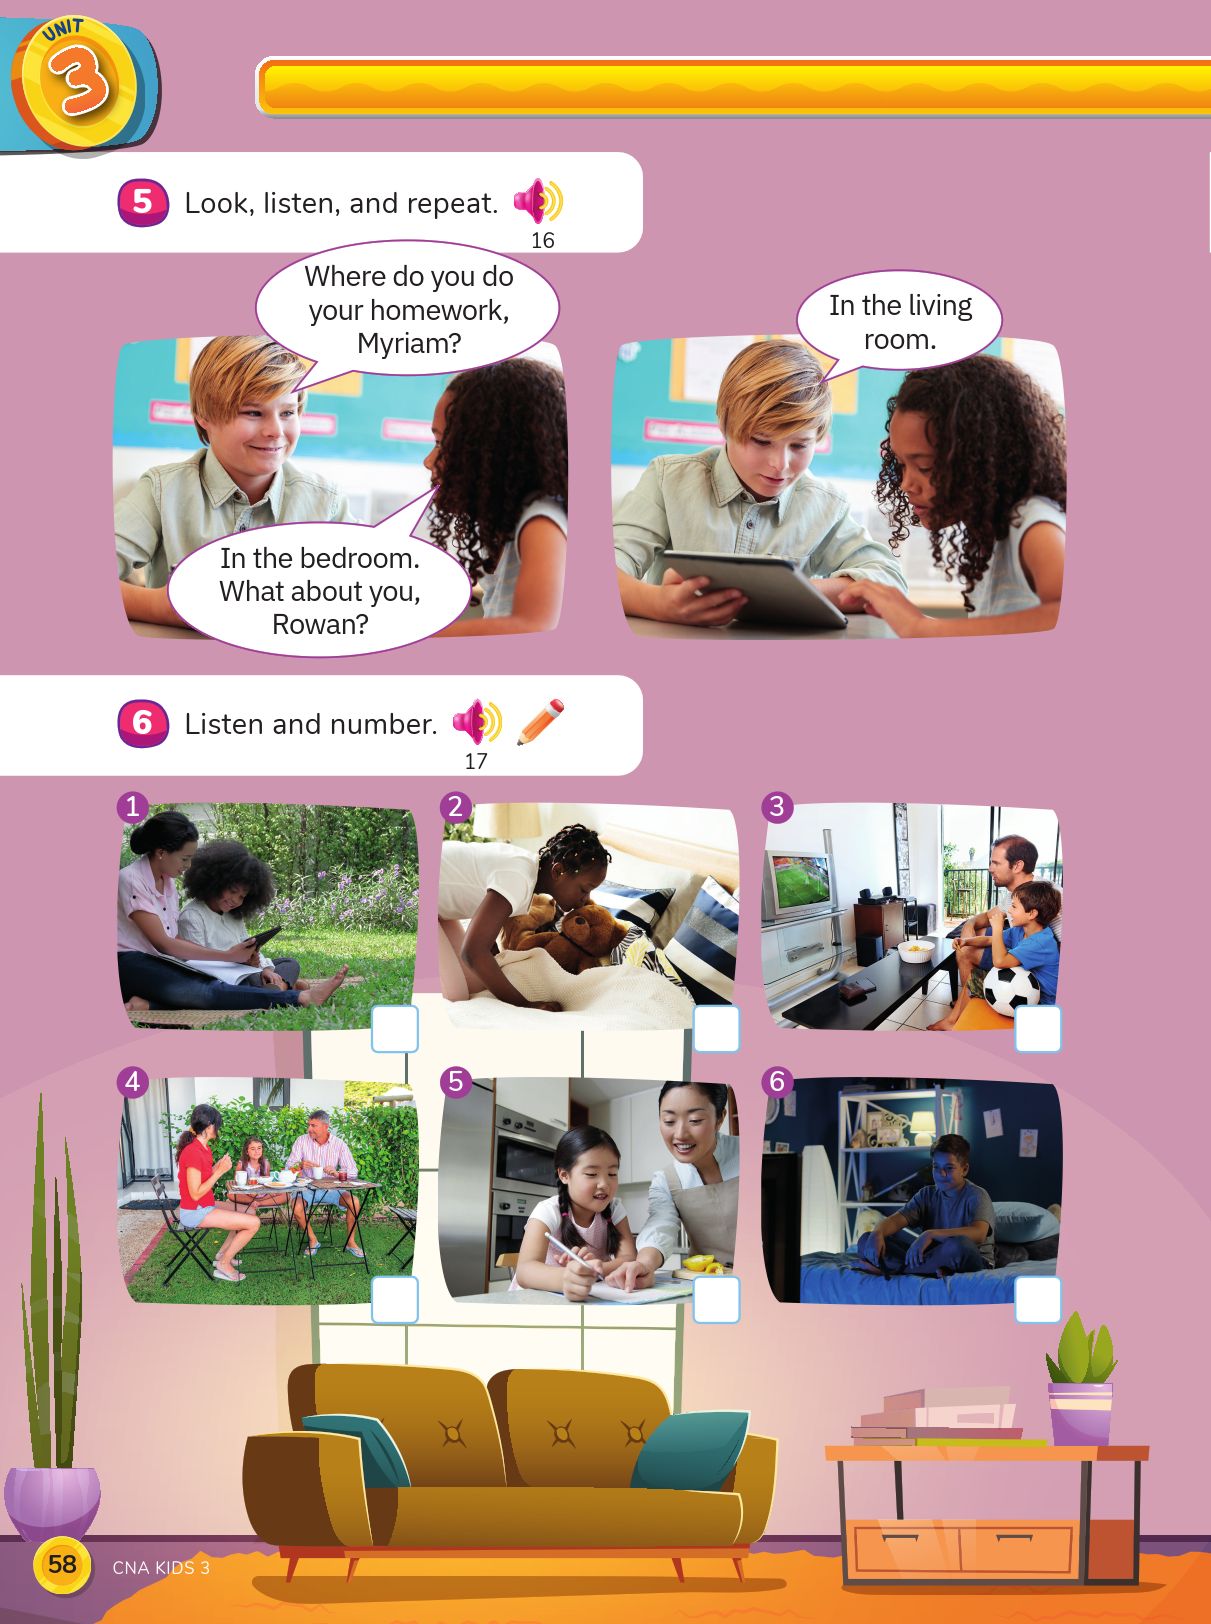 UNIT
3
5 Look, listen, and repeat.
16
Where do you do
your homework,
Myriam?
In the bedroom.
What about you,
Rowan?
In the living
room.
6 Listen and number.
17
1
2
3
4
5
6
58 CNA KIDS 3